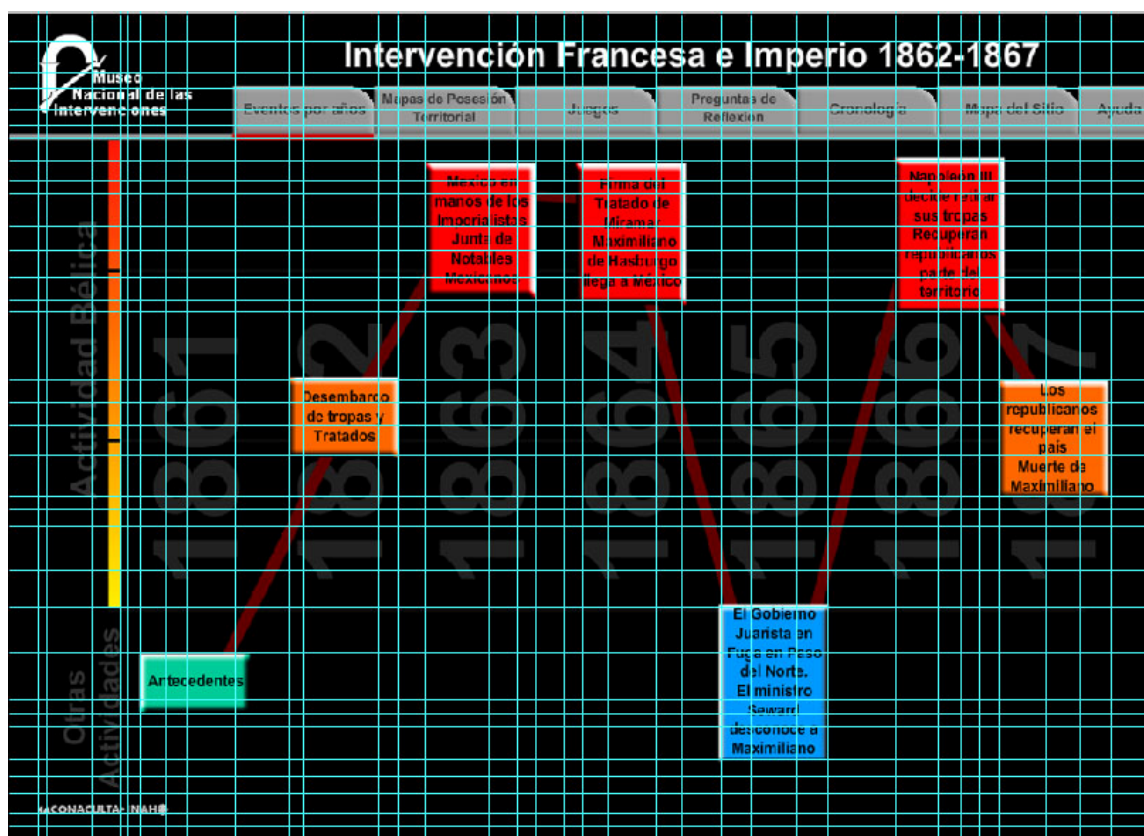 Intervención Francesa e Imperio 1862-1867
Museo
Nacional de las
Intervenciones
Eventos por años
Mapas de Posesión
Territorial
Juegos
Preguntas de
Reflexión
Cronología
Mapa del Sitio
Ayuda
Actividad Bélica
Otras
Actividades
1861
1862
1863
1864
1865
1866
1867
Antecedentes
Desembarco
de tropas y
Tratados
México en
manos de los
Imperialistas
Junta de
Notables
Mexicanos
Firma del
Tratado de
Miramar
Maximiliano
de Hasburgo
llega a México
El Gobierno
Juarista en
Fuga en Paso
del Norte.
El ministro
Seward
desconoce a
Maximiliano
Napoleón III
decide retirar
sus tropas
Recuperan
republicanos
parte del
territorio
Los
republicanos
recuperan el
país
Muerte de
Maximiliano
CONACULTA- INAH